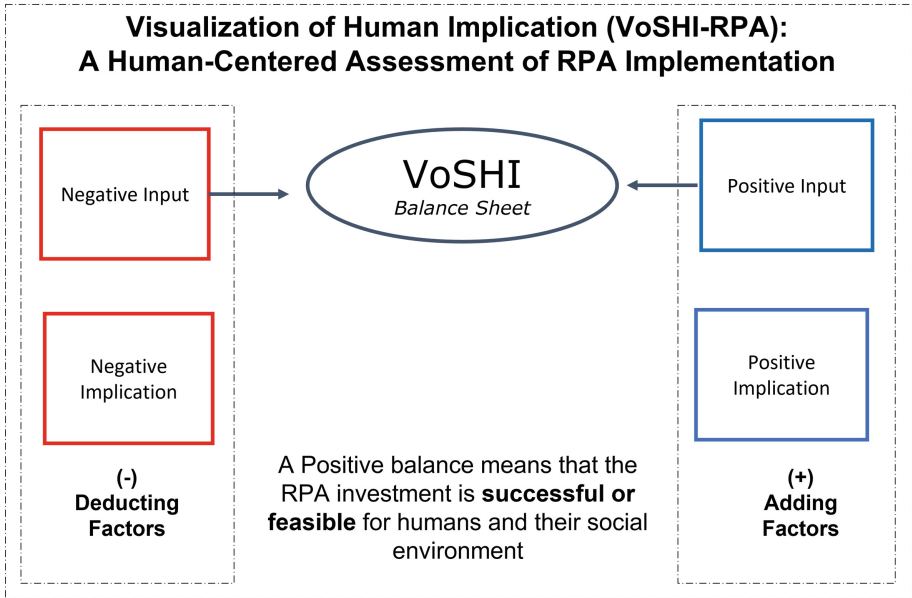 Visualization of Human Implication (VoSHI-RPA):
A Human-Centered Assessment of RPA Implementation
Negative Input
VoSHI
Balance Sheet
Positive Input
Negative
Implication
Positive
Implication
(-)
Deducting
Factors
A Positive balance means that the
RPA investment is successful or
feasible for humans and their social
environment
(+)
Adding
Factors